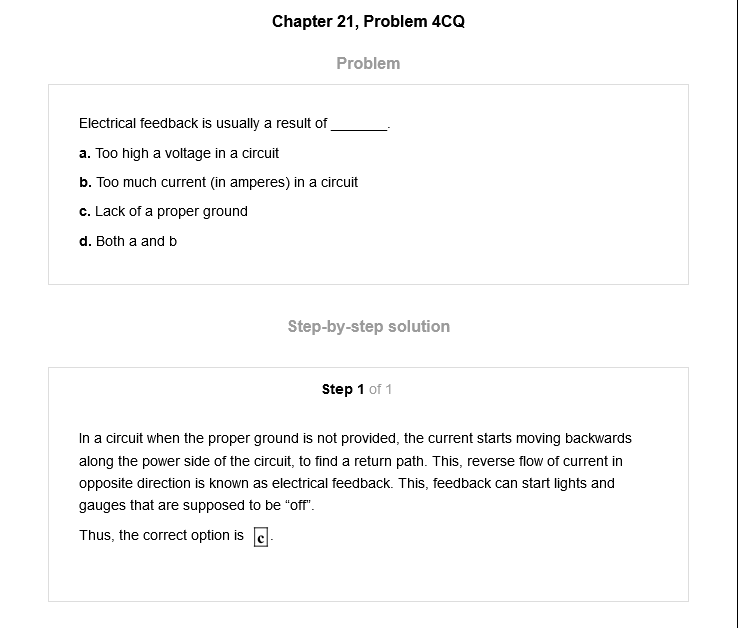 Chapter 21, Problem 4CQ
Problem
Electrical feedback is usually a result of _______.
a. Too high a voltage in a circuit
b. Too much current (in amperes) in a circuit
c. Lack of a proper ground
d. Both a and b
Step-by-step solution
Step 1 of 1
In a circuit when the proper ground is not provided, the current starts moving backwards
along the power side of the circuit, to find a return path. This, reverse flow of current in
opposite direction is known as electrical feedback. This, feedback can start lights and
gauges that are supposed to be “off”.
Thus, the correct option is c.